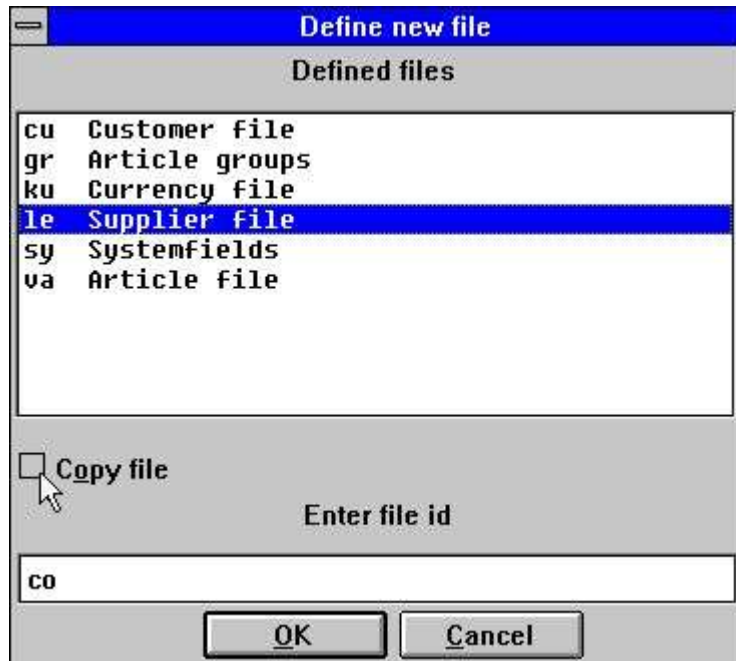 Define new file
Defined files
cu Customer file
gr Article groups
ku Currency file
le Supplier file
sy Systemfields
va Article file
Copy file
Enter file id
co
OK Cancel